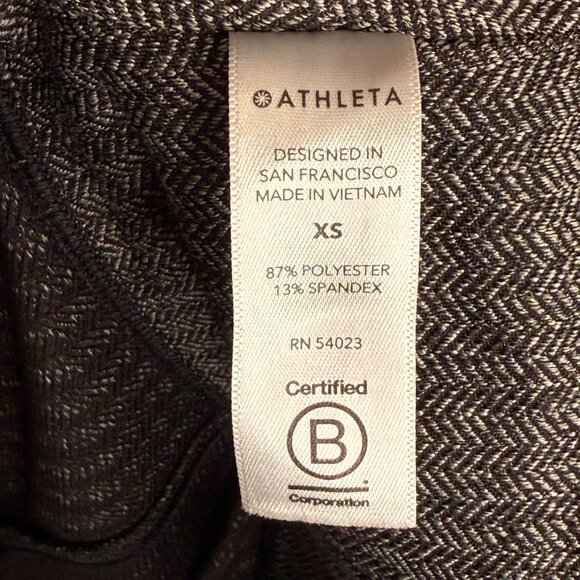 ATHLETA
DESIGNED IN
SAN FRANCISCO
MADE IN VIETNAM
XS
87% POLYESTER
13% SPANDEX
RN 54023
Certified
B
Corporation